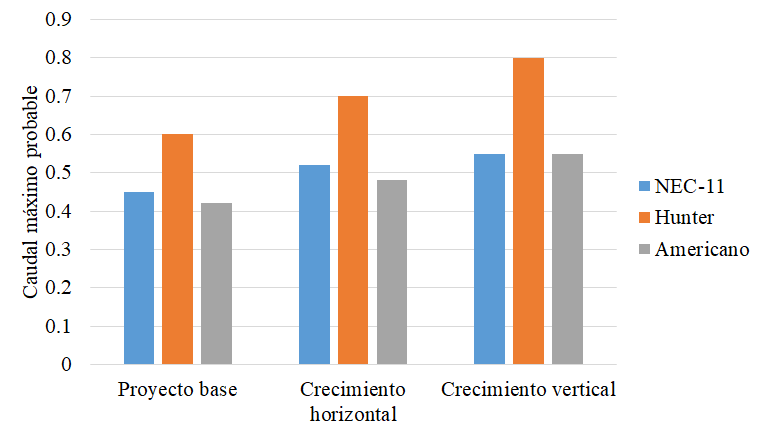 0.9
0.8
0.7
0.6
0.5
0.4
0.3
0.2
0.1
0
Caudal máximo probable
Proyecto base
Crecimiento
horizontal
Crecimiento vertical
NEC-11
Hunter
Americano